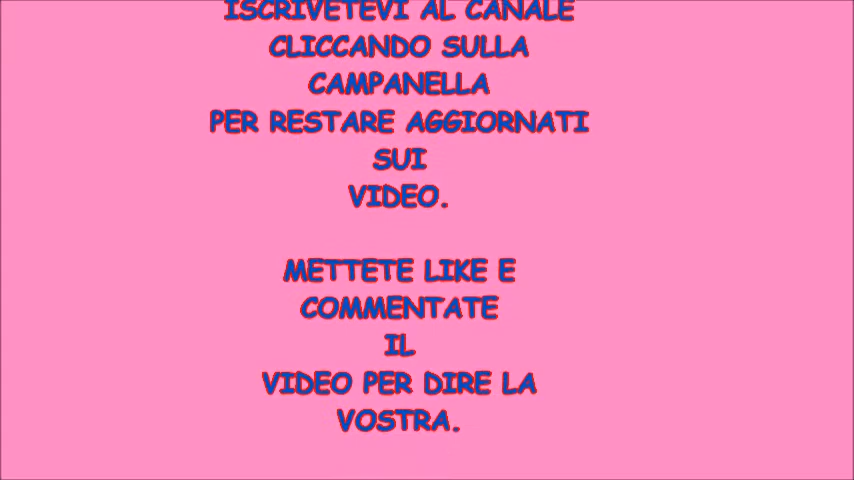 ISCRIVETEVI AL CANALE
CLICCANDO SULLA
CAMPANELLA
PER RESTARE AGGIORNATI
SUI
VIDEO.
METTETE LIKE E
COMMENTATE
IL
VIDEO PER DIRE LA
VOSTRA.